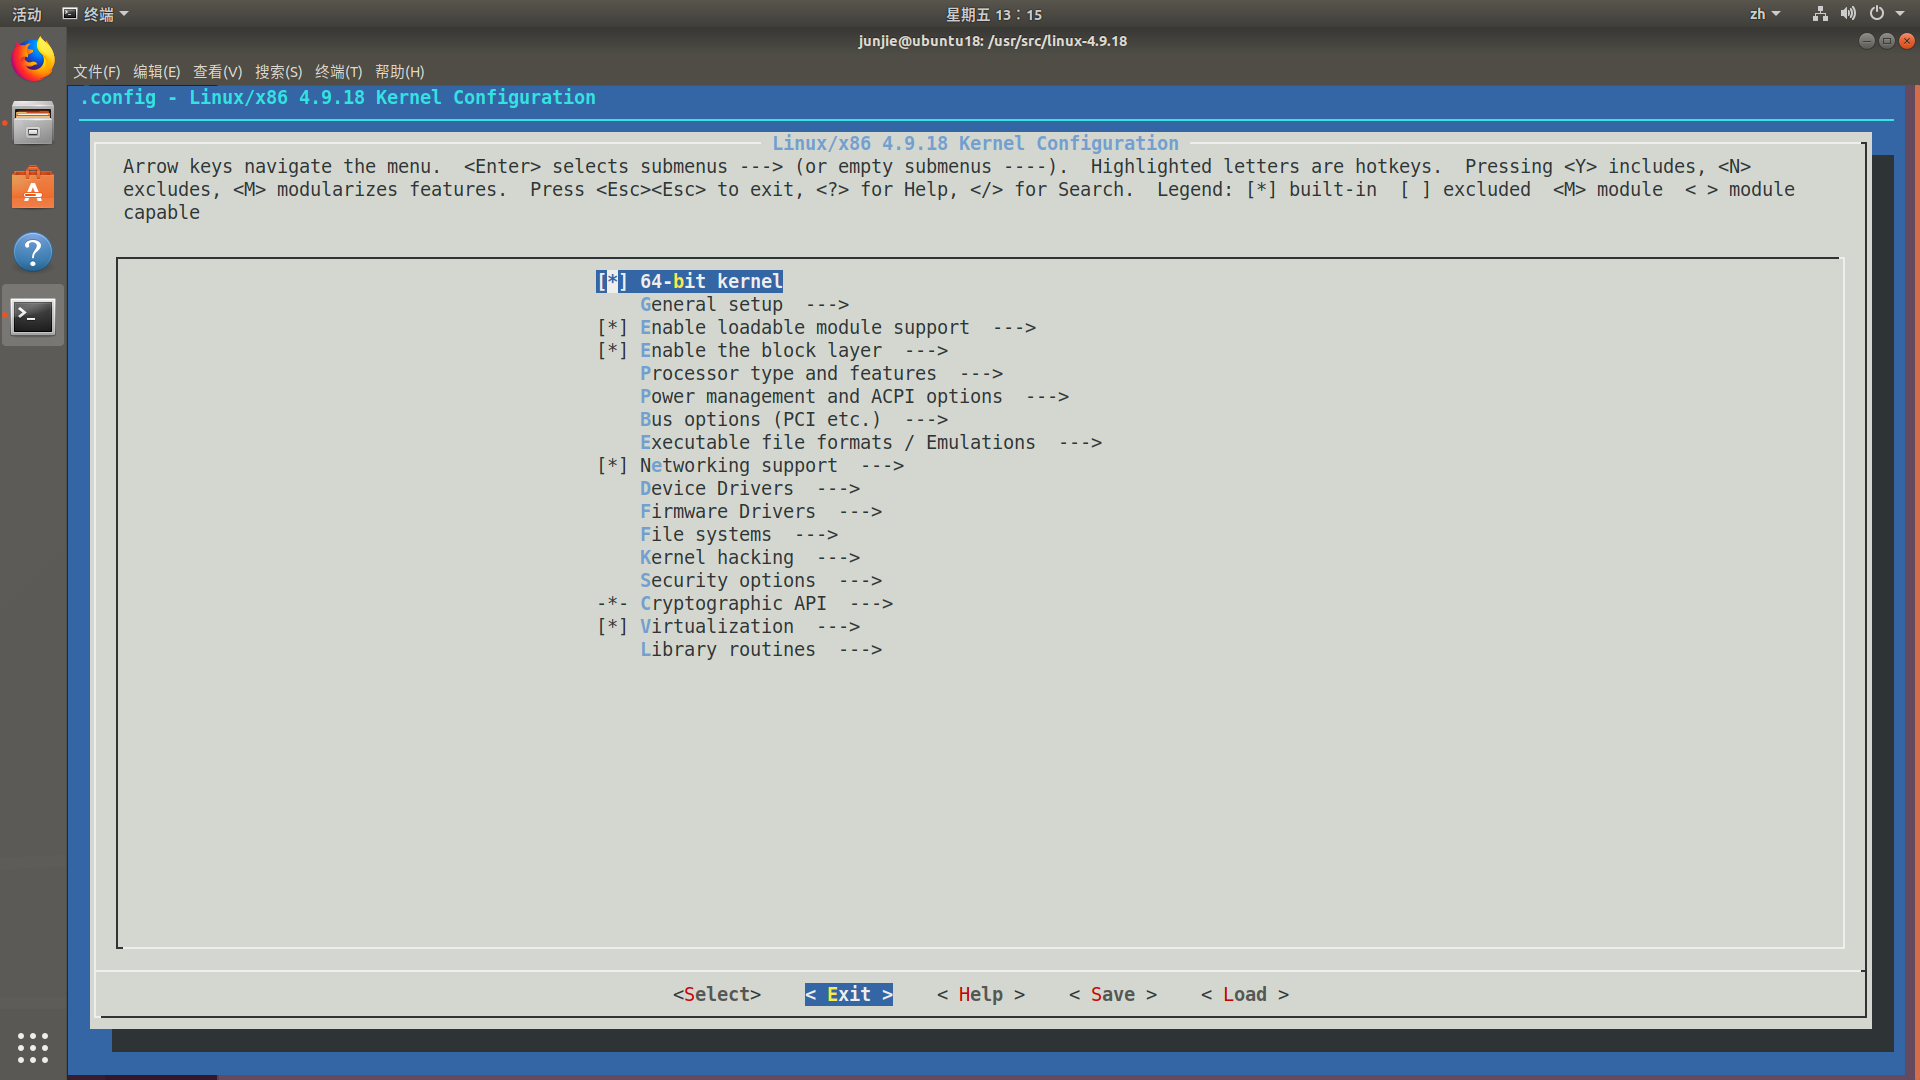 活动 终端 星期五 13：15 zh
junjie@ubuntu18: /usr/src/linux-4.9.18
文件(F) 编辑(E) 查看(V) 搜索(S) 终端(T) 帮助(H)
.config - Linux/x86 4.9.18 Kernel Configuration
Linux/x86 4.9.18 Kernel Configuration
Arrow keys navigate the menu.  <Enter> selects submenus ---> (or empty submenus ----).  Highlighted letters are hotkeys.  Pressing <Y> includes, <N>
excludes, <M> modularizes features.  Press <Esc><Esc> to exit, <?> for Help, </> for Search.  Legend: [*] built-in  [ ] excluded  <M> module  < > module
capable
[*] 64-bit kernel
General setup  --->
[*] Enable loadable module support  --->
[*] Enable the block layer  --->
Processor type and features  --->
Power management and ACPI options  --->
Bus options (PCI etc.)  --->
Executable file formats / Emulations  --->
[*] Networking support  --->
Device Drivers  --->
Firmware Drivers  --->
File systems  --->
Kernel hacking  --->
Security options  --->
-*- Cryptographic API  --->
[*] Virtualization  --->
Library routines  --->
<Select>    < Exit >    < Help >    < Save >    < Load >